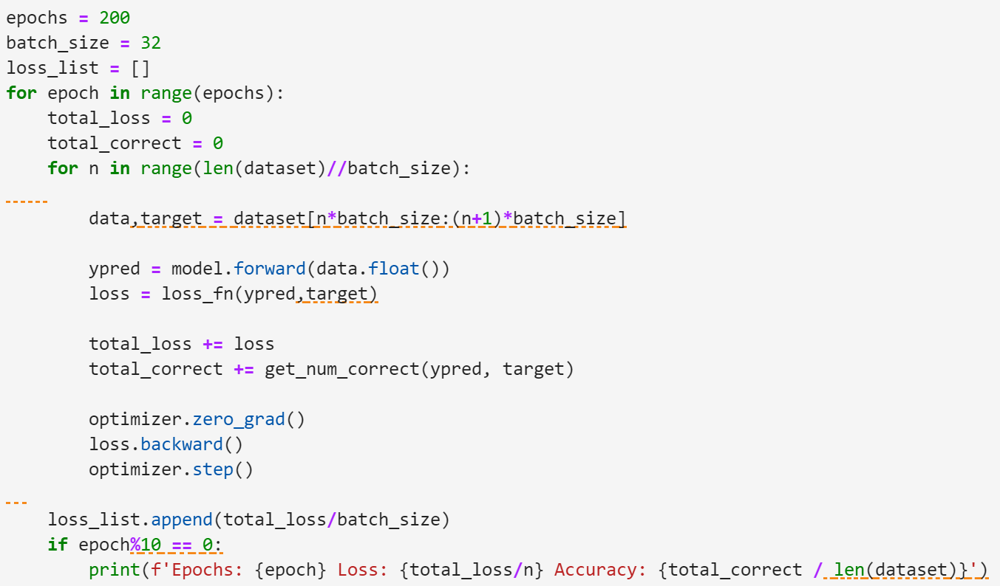 epochs = 200
batch_size = 32
loss_list = []
for epoch in range(epochs):
    total_loss = 0
    total_correct = 0
    for n in range(len(dataset)//batch_size):
        data,target = dataset[n*batch_size:(n+1)*batch_size]
        ypred = model.forward(data.float())
        loss = loss_fn(ypred,target)
        total_loss += loss
        total_correct += get_num_correct(ypred, target)
        optimizer.zero_grad()
        loss.backward()
        optimizer.step()
    loss_list.append(total_loss/batch_size)
    if epoch%10 == 0:
        print(f'Epochs: {epoch} Loss: {total_loss/n} Accuracy: {total_correct / len(dataset)}')